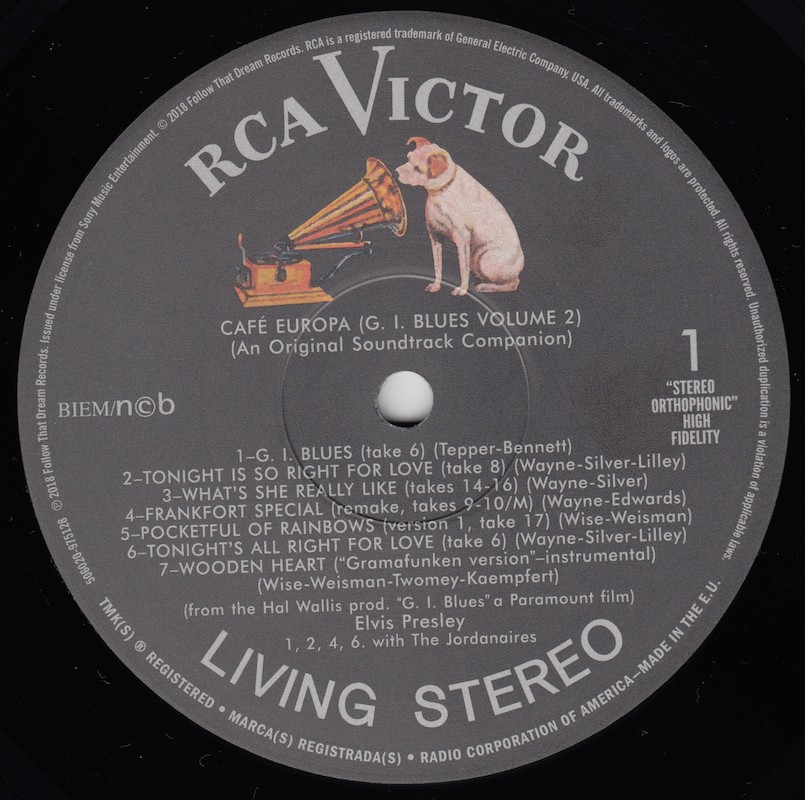 506020-975128 ℗ 2018 Follow That Dream Records. Issued under license from Sony Music Entertainment. © 2018 Follow That Dream Records. RCA is a registered trademark of General Electric Company, USA. All trademarks and logos are protected. All rights reserved. Unauthorized duplication is a violation of applicable laws.
RCA VICTOR
CAFÉ EUROPA (G. I. BLUES VOLUME 2)
(An Original Soundtrack Companion)
BIEM/n©b
1
“STEREO
ORTHOPHONIC”
HIGH
FIDELITY
1–G. I. BLUES (take 6) (Tepper-Bennett)
2–TONIGHT IS SO RIGHT FOR LOVE (take 8) (Wayne-Silver-Lilley)
3–WHAT’S SHE REALLY LIKE (takes 14-16) (Wayne-Silver)
4–FRANKFORT SPECIAL (remake, takes 9-10/M) (Wayne-Edwards)
5–POCKETFUL OF RAINBOWS (version 1, take 17) (Wise-Weisman)
6–TONIGHT’S ALL RIGHT FOR LOVE (take 6) (Wayne-Silver-Lilley)
7–WOODEN HEART (“Gramafunken version”–instrumental)
(Wise-Weisman-Twomey-Kaempfert)
(from the Hal Wallis prod. "G. I. Blues" a Paramount film)
Elvis Presley
1, 2, 4, 6. with The Jordanaires
LIVING STEREO
TMK(S) ® REGISTERED • MARCA(S) REGISTRADA(S) • RADIO CORPORATION OF AMERICA—MADE IN THE E.U.